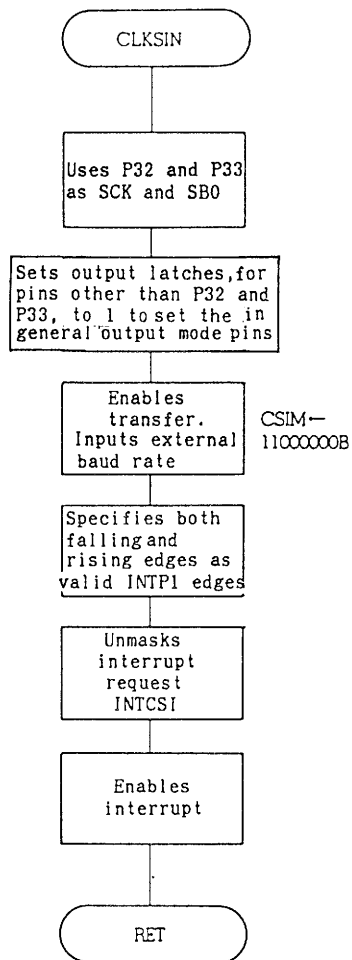 CLKSIN
Uses P32 and P33
as SCK and SB0
Sets output latches, for
pins other than P32 and
P33, to 1 to set the in
general output mode pins
Enables
transfer.
Inputs external
baud rate
CSIM←
11000000B
Specifies both
falling and
rising edges as
valid INTP1 edges
Unmasks
interrupt
request
INTCSI
Enables
interrupt
RET